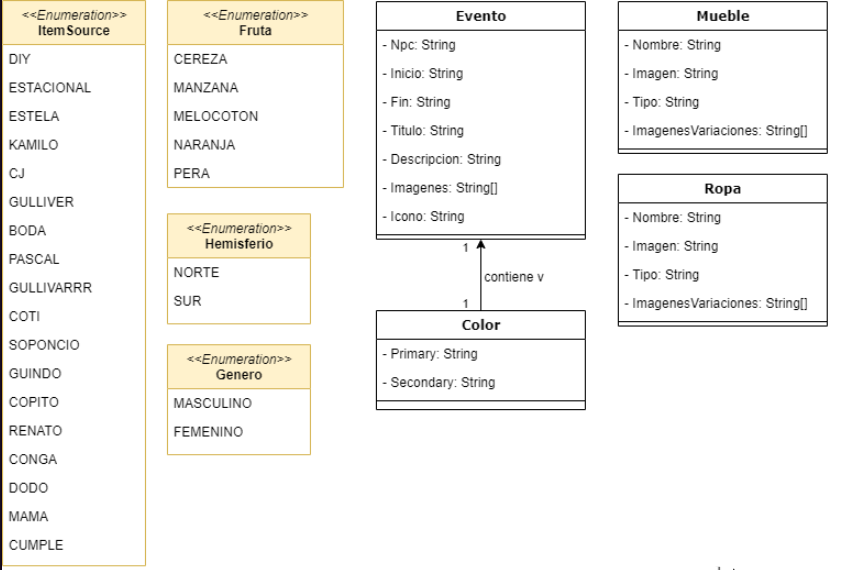 <<Enumeration>>
ItemSource
DIY
ESTACIONAL
ESTELA
KAMILO
CJ
GULLIVER
BODA
PASCAL
GULLIVARRR
COTI
SOPONCIO
GUINDO
COPITO
RENATO
CONGA
DODO
MAMA
CUMPLE
<<Enumeration>>
Fruta
CEREZA
MANZANA
MELOCOTON
NARANJA
PERA
<<Enumeration>>
Hemisferio
NORTE
SUR
<<Enumeration>>
Genero
MASCULINO
FEMENINO
Evento
- Npc: String
- Inicio: String
- Fin: String
- Titulo: String
- Descripcion: String
- Imagenes: String[]
- Icono: String
1
contiene v
1
Color
- Primary: String
- Secondary: String
Mueble
- Nombre: String
- Imagen: String
- Tipo: String
- ImagenesVariaciones: String[]
Ropa
- Nombre: String
- Imagen: String
- Tipo: String
- ImagenesVariaciones: String[]